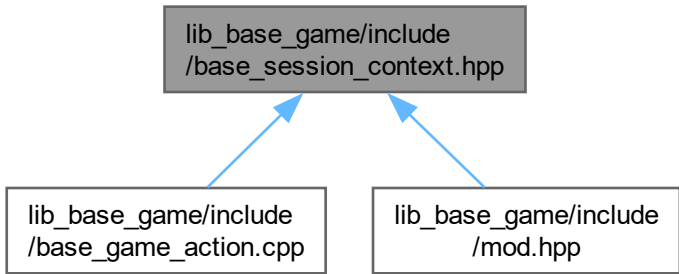 lib_base_game/include
/base_session_context.hpp
lib_base_game/include
/base_game_action.cpp
lib_base_game/include
/mod.hpp